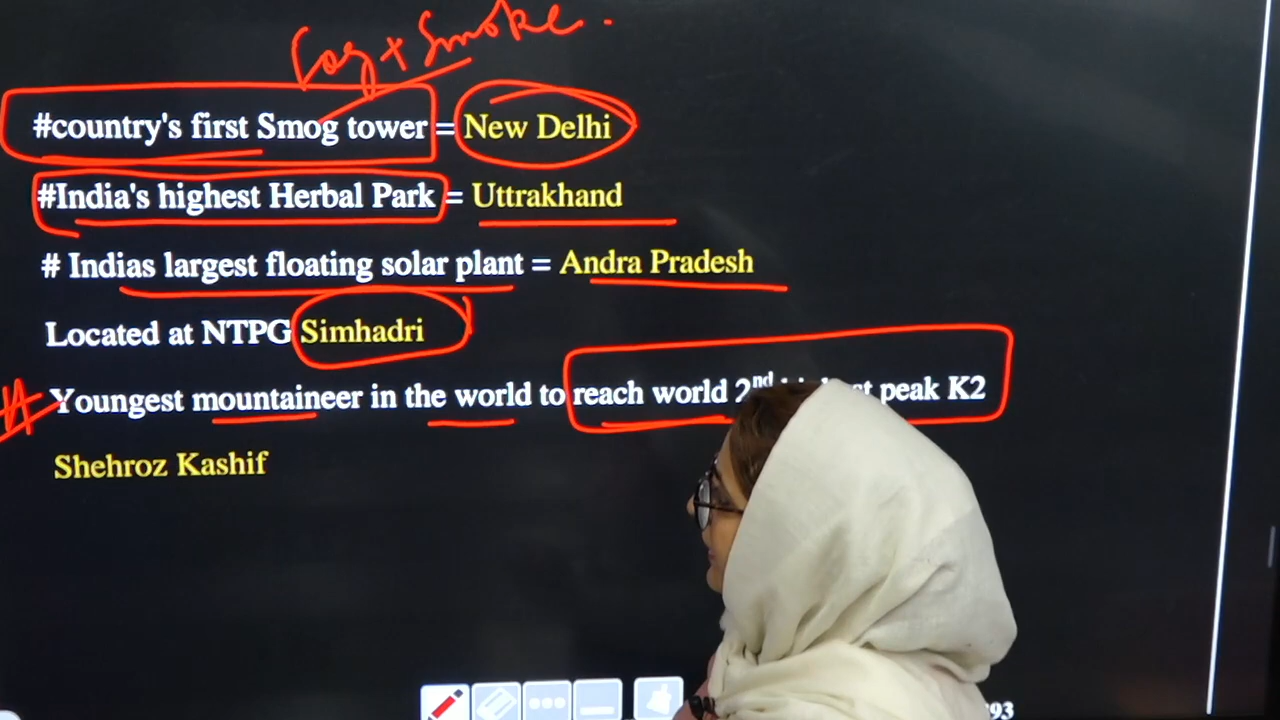 Fog + Smoke.
#country's first Smog tower = New Delhi
#India's highest Herbal Park = Uttrakhand
# Indias largest floating solar plant = Andra Pradesh
Located at NTPG Simhadri
# Youngest mountaineer in the world to reach world 2nd peak K2
Shehroz Kashif